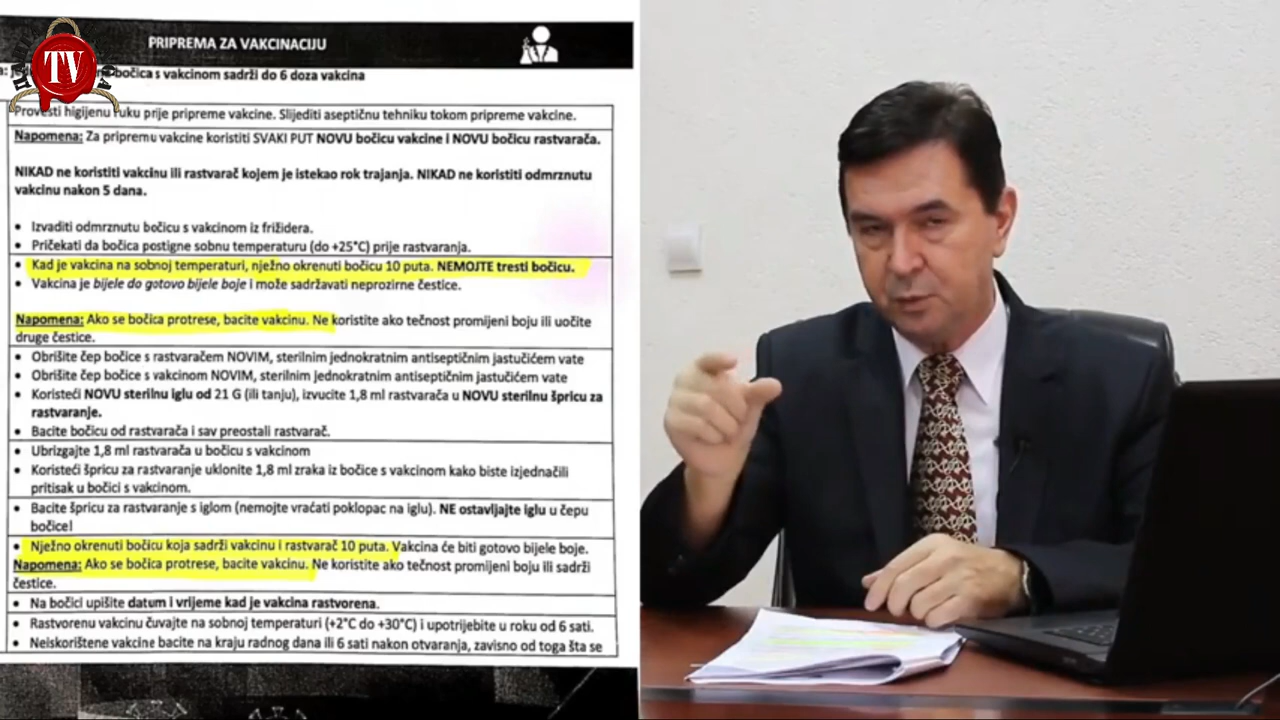 TV
PRIPREMA ZA VAKCINACIJU
bočica s vakcinom sadrži do 6 doza vakcina
Provesti higijenu ruku prije pripreme vakcine. Slijediti aseptičnu tehniku tokom pripreme vakcine.
Napomena: Za pripremu vakcine koristiti SVAKI PUT NOVU bočicu vakcine i NOVU bočicu rastvarača.
NIKAD ne koristiti vakcinu ili rastvarač kojem je istekao rok trajanja. NIKAD ne koristiti odmrznutu
vakcinu nakon 5 dana.
• Izvaditi odmrznutu bočicu s vakcinom iz frižidera.
• Pričekati da bočica postigne sobnu temperaturu (do +25°C) prije rastvaranja.
• Kad je vakcina na sobnoj temperaturi, nježno okrenuti bočicu 10 puta. NEMOJTE tresti bočicu.
• Vakcina je bijele do gotovo bijele boje i može sadržavati neprozirne čestice.
Napomena: Ako se bočica protrese, bacite vakcinu. Ne koristite ako tečnost promijeni boju ili uočite
druge čestice.
• Obrišite čep bočice s rastvaračem NOVIM, sterilnim jednokratnim antiseptičnim jastučićem vate
• Obrišite čep bočice s vakcinom NOVIM, sterilnim jednokratnim antiseptičnim jastučićem vate
• Koristeći NOVU sterilnu iglu od 21 G (ili tanju), izvucite 1,8 ml rastvarača u NOVU sterilnu špricu za
rastvaranje.
• Bacite bočicu od rastvarača i sav preostali rastvarač.
• Ubrizgajte 1,8 ml rastvarača u bočicu s vakcinom
• Koristeći špricu za rastvaranje uklonite 1,8 ml zraka iz bočice s vakcinom kako biste izjednačili
pritisak u bočici s vakcinom.
• Bacite špricu za rastvaranje s iglom (nemojte vraćati poklopac na iglu). NE ostavljajte iglu u čepu
bočice!
• Nježno okrenuti bočicu koja sadrži vakcinu i rastvarač 10 puta. Vakcina će biti gotovo bijele boje.
Napomena: Ako se bočica protrese, bacite vakcinu. Ne koristite ako tečnost promijeni boju ili sadrži
čestice.
• Na bočici upišite datum i vrijeme kad je vakcina rastvorena.
• Rastvorenu vakcinu čuvajte na sobnoj temperaturi (+2°C do +30°C) i upotrijebite u roku od 6 sati.
• Neiskorištene vakcine bacite na kraju radnog dana ili 6 sati nakon otvaranja, zavisno od toga šta se